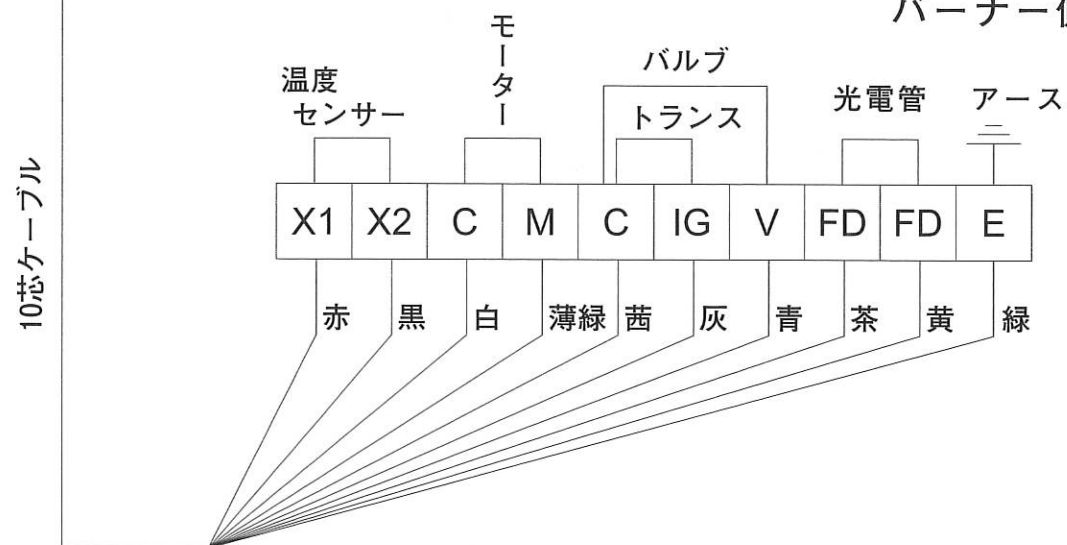 バーナー側
モーター
バルブ
温度
センサー
トランス
光電管
アース
10芯ケーブル
X1 X2 C M C IG V FD FD E
赤 黒 白 薄緑 茜 灰 青 茶 黄 緑